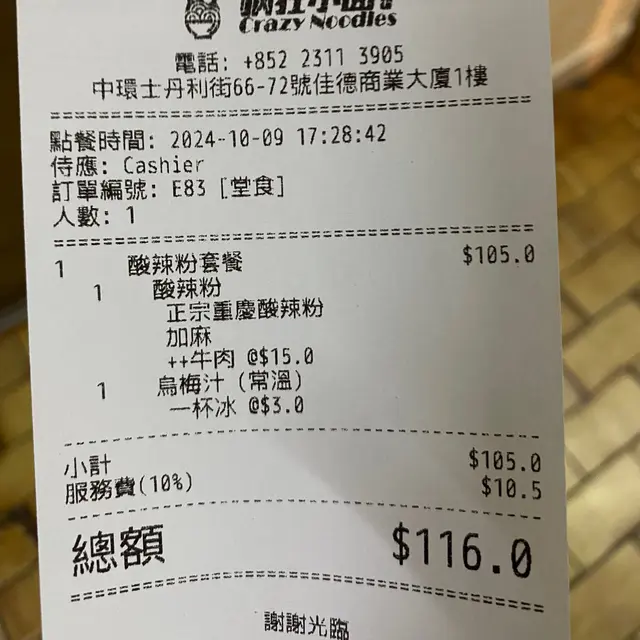 瘋狂小面
Crazy Noodles
電話: +852 2311 3905
中環士丹利街66-72號佳德商業大廈1樓
點餐時間: 2024-10-09 17:28:42
侍應: Cashier
訂單編號: E83 [堂食]
人數: 1
1 酸辣粉套餐 $105.0
1 酸辣粉
正宗重慶酸辣粉
加麻
++牛肉 @$15.0
1 烏梅汁 (常溫)
一杯冰 @$3.0
小計 $105.0
服務費(10%) $10.5
總額 $116.0
謝謝光臨